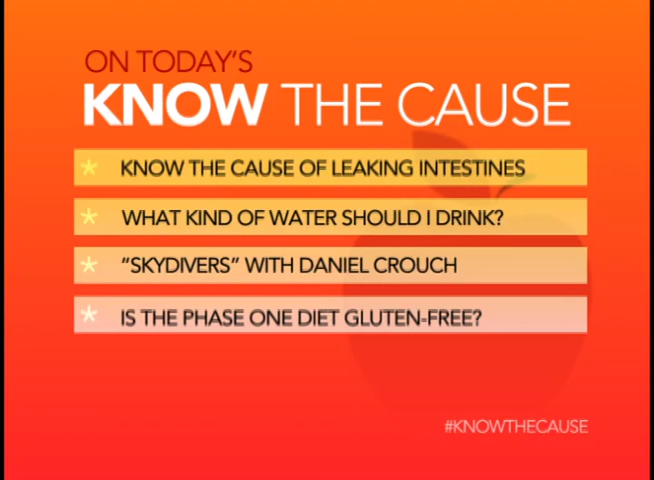 ON TODAY'S
KNOW THE CAUSE
* KNOW THE CAUSE OF LEAKING INTESTINES
* WHAT KIND OF WATER SHOULD I DRINK?
* "SKYDIVERS" WITH DANIEL CROUCH
* IS THE PHASE ONE DIET GLUTEN-FREE?
#KNOWTHECAUSE